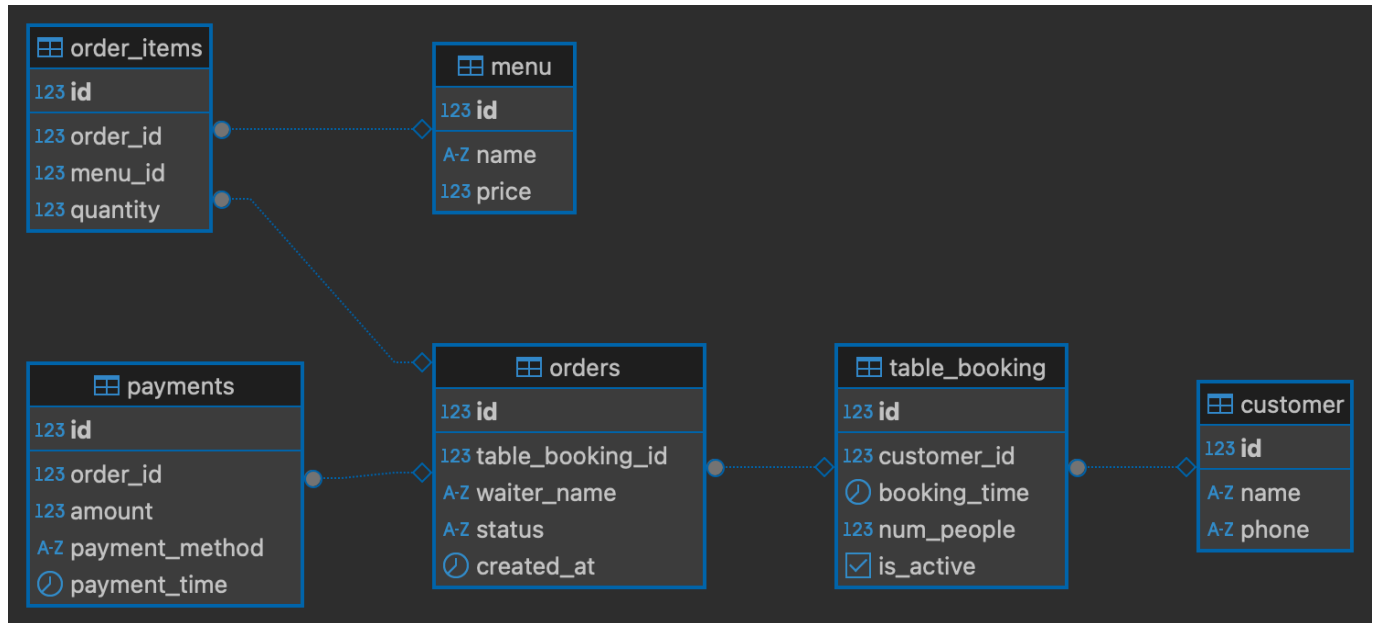 order_items
123 id
123 order_id
123 menu_id
123 quantity
menu
123 id
A-Z name
123 price
payments
123 id
123 order_id
123 amount
A-Z payment_method
payment_time
orders
123 id
123 table_booking_id
A-Z waiter_name
A-Z status
created_at
table_booking
123 id
123 customer_id
booking_time
123 num_people
is_active
customer
123 id
A-Z name
A-Z phone